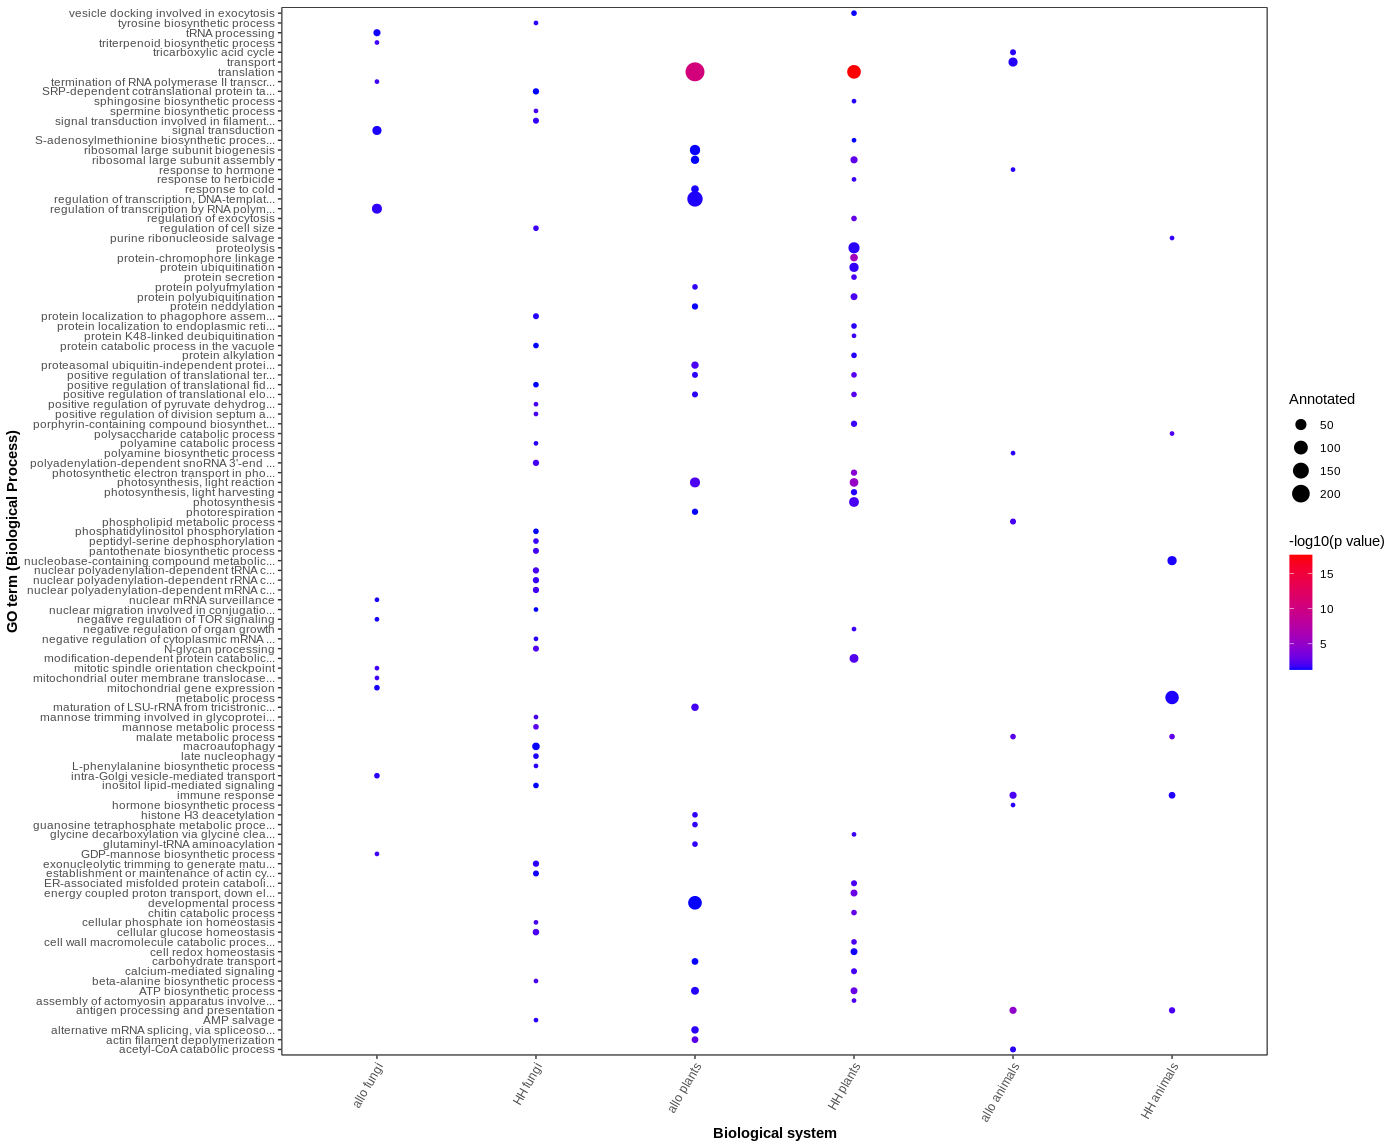 vesicle docking involved in exocytosis
tyrosine biosynthetic process
tRNA processing
triterpenoid biosynthetic process
tricarboxylic acid cycle
transport
translation
termination of RNA polymerase II transcr...
SRP-dependent cotranslational protein ta...
sphingosine biosynthetic process
spermine biosynthetic process
signal transduction involved in filament...
signal transduction
S-adenosylmethionine biosynthetic proces...
ribosomal large subunit biogenesis
ribosomal large subunit assembly
response to hormone
response to herbicide
response to cold
regulation of transcription, DNA-templat...
regulation of transcription by RNA polym...
regulation of exocytosis
regulation of cell size
purine ribonucleoside salvage
proteolysis
protein-chromophore linkage
protein ubiquitination
protein secretion
protein polyufmylation
protein polyubiquitination
protein neddylation
protein localization to phagophore assem...
protein localization to endoplasmic reti...
protein K48-linked deubiquitination
protein catabolic process in the vacuole
protein alkylation
proteasomal ubiquitin-independent protei...
positive regulation of translational ter...
positive regulation of translational fid...
positive regulation of translational elo...
positive regulation of pyruvate dehydrog...
positive regulation of division septum a...
porphyrin-containing compound biosynthet...
polysaccharide catabolic process
polyamine catabolic process
polyamine biosynthetic process
polyadenylation-dependent snoRNA 3'-end ...
photosynthetic electron transport in pho...
photosynthesis, light reaction
photosynthesis, light harvesting
photosynthesis
photorespiration
phospholipid metabolic process
phosphatidylinositol phosphorylation
peptidyl-serine dephosphorylation
pantothenate biosynthetic process
nucleobase-containing compound metabolic...
nuclear polyadenylation-dependent tRNA c...
nuclear polyadenylation-dependent rRNA c...
nuclear polyadenylation-dependent mRNA c...
nuclear mRNA surveillance
nuclear migration involved in conjugatio...
negative regulation of TOR signaling
negative regulation of organ growth
negative regulation of cytoplasmic mRNA ...
N-glycan processing
modification-dependent protein catabolic...
mitotic spindle orientation checkpoint
mitochondrial outer membrane translocase...
mitochondrial gene expression
metabolic process
maturation of LSU-rRNA from tricistronic...
mannose trimming involved in glycoprotei...
mannose metabolic process
malate metabolic process
macroautophagy
late nucleophagy
L-phenylalanine biosynthetic process
intra-Golgi vesicle-mediated transport
inositol lipid-mediated signaling
immune response
hormone biosynthetic process
histone H3 deacetylation
guanosine tetraphosphate metabolic proce...
glycine decarboxylation via glycine clea...
glutaminyl-tRNA aminoacylation
GDP-mannose biosynthetic process
exonucleolytic trimming to generate matu...
establishment or maintenance of actin cy...
ER-associated misfolded protein cataboli...
energy coupled proton transport, down el...
developmental process
chitin catabolic process
cellular phosphate ion homeostasis
cellular glucose homeostasis
cell wall macromolecule catabolic proces...
cell redox homeostasis
carbohydrate transport
calcium-mediated signaling
beta-alanine biosynthetic process
ATP biosynthetic process
assembly of actomyosin apparatus involve...
antigen processing and presentation
AMP salvage
alternative mRNA splicing, via spliceoso...
actin filament depolymerization
acetyl-CoA catabolic process
GO term (Biological Process)
allo fungi
HH fungi
allo plants
HH plants
allo animals
HH animals
Biological system
Annotated
50
100
150
200
-log10(p value)
15
10
5